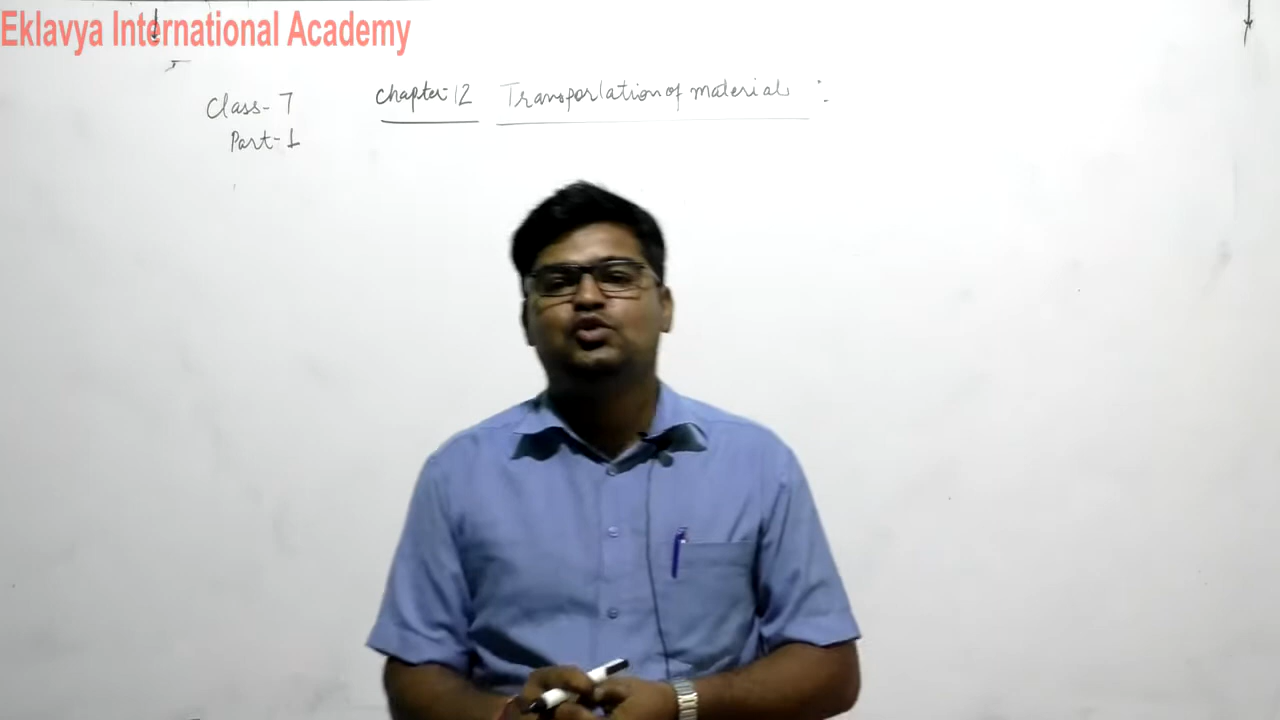 Eklavya International Academy
Class-7 Chapter-12 Transportation of materials :
Part-1